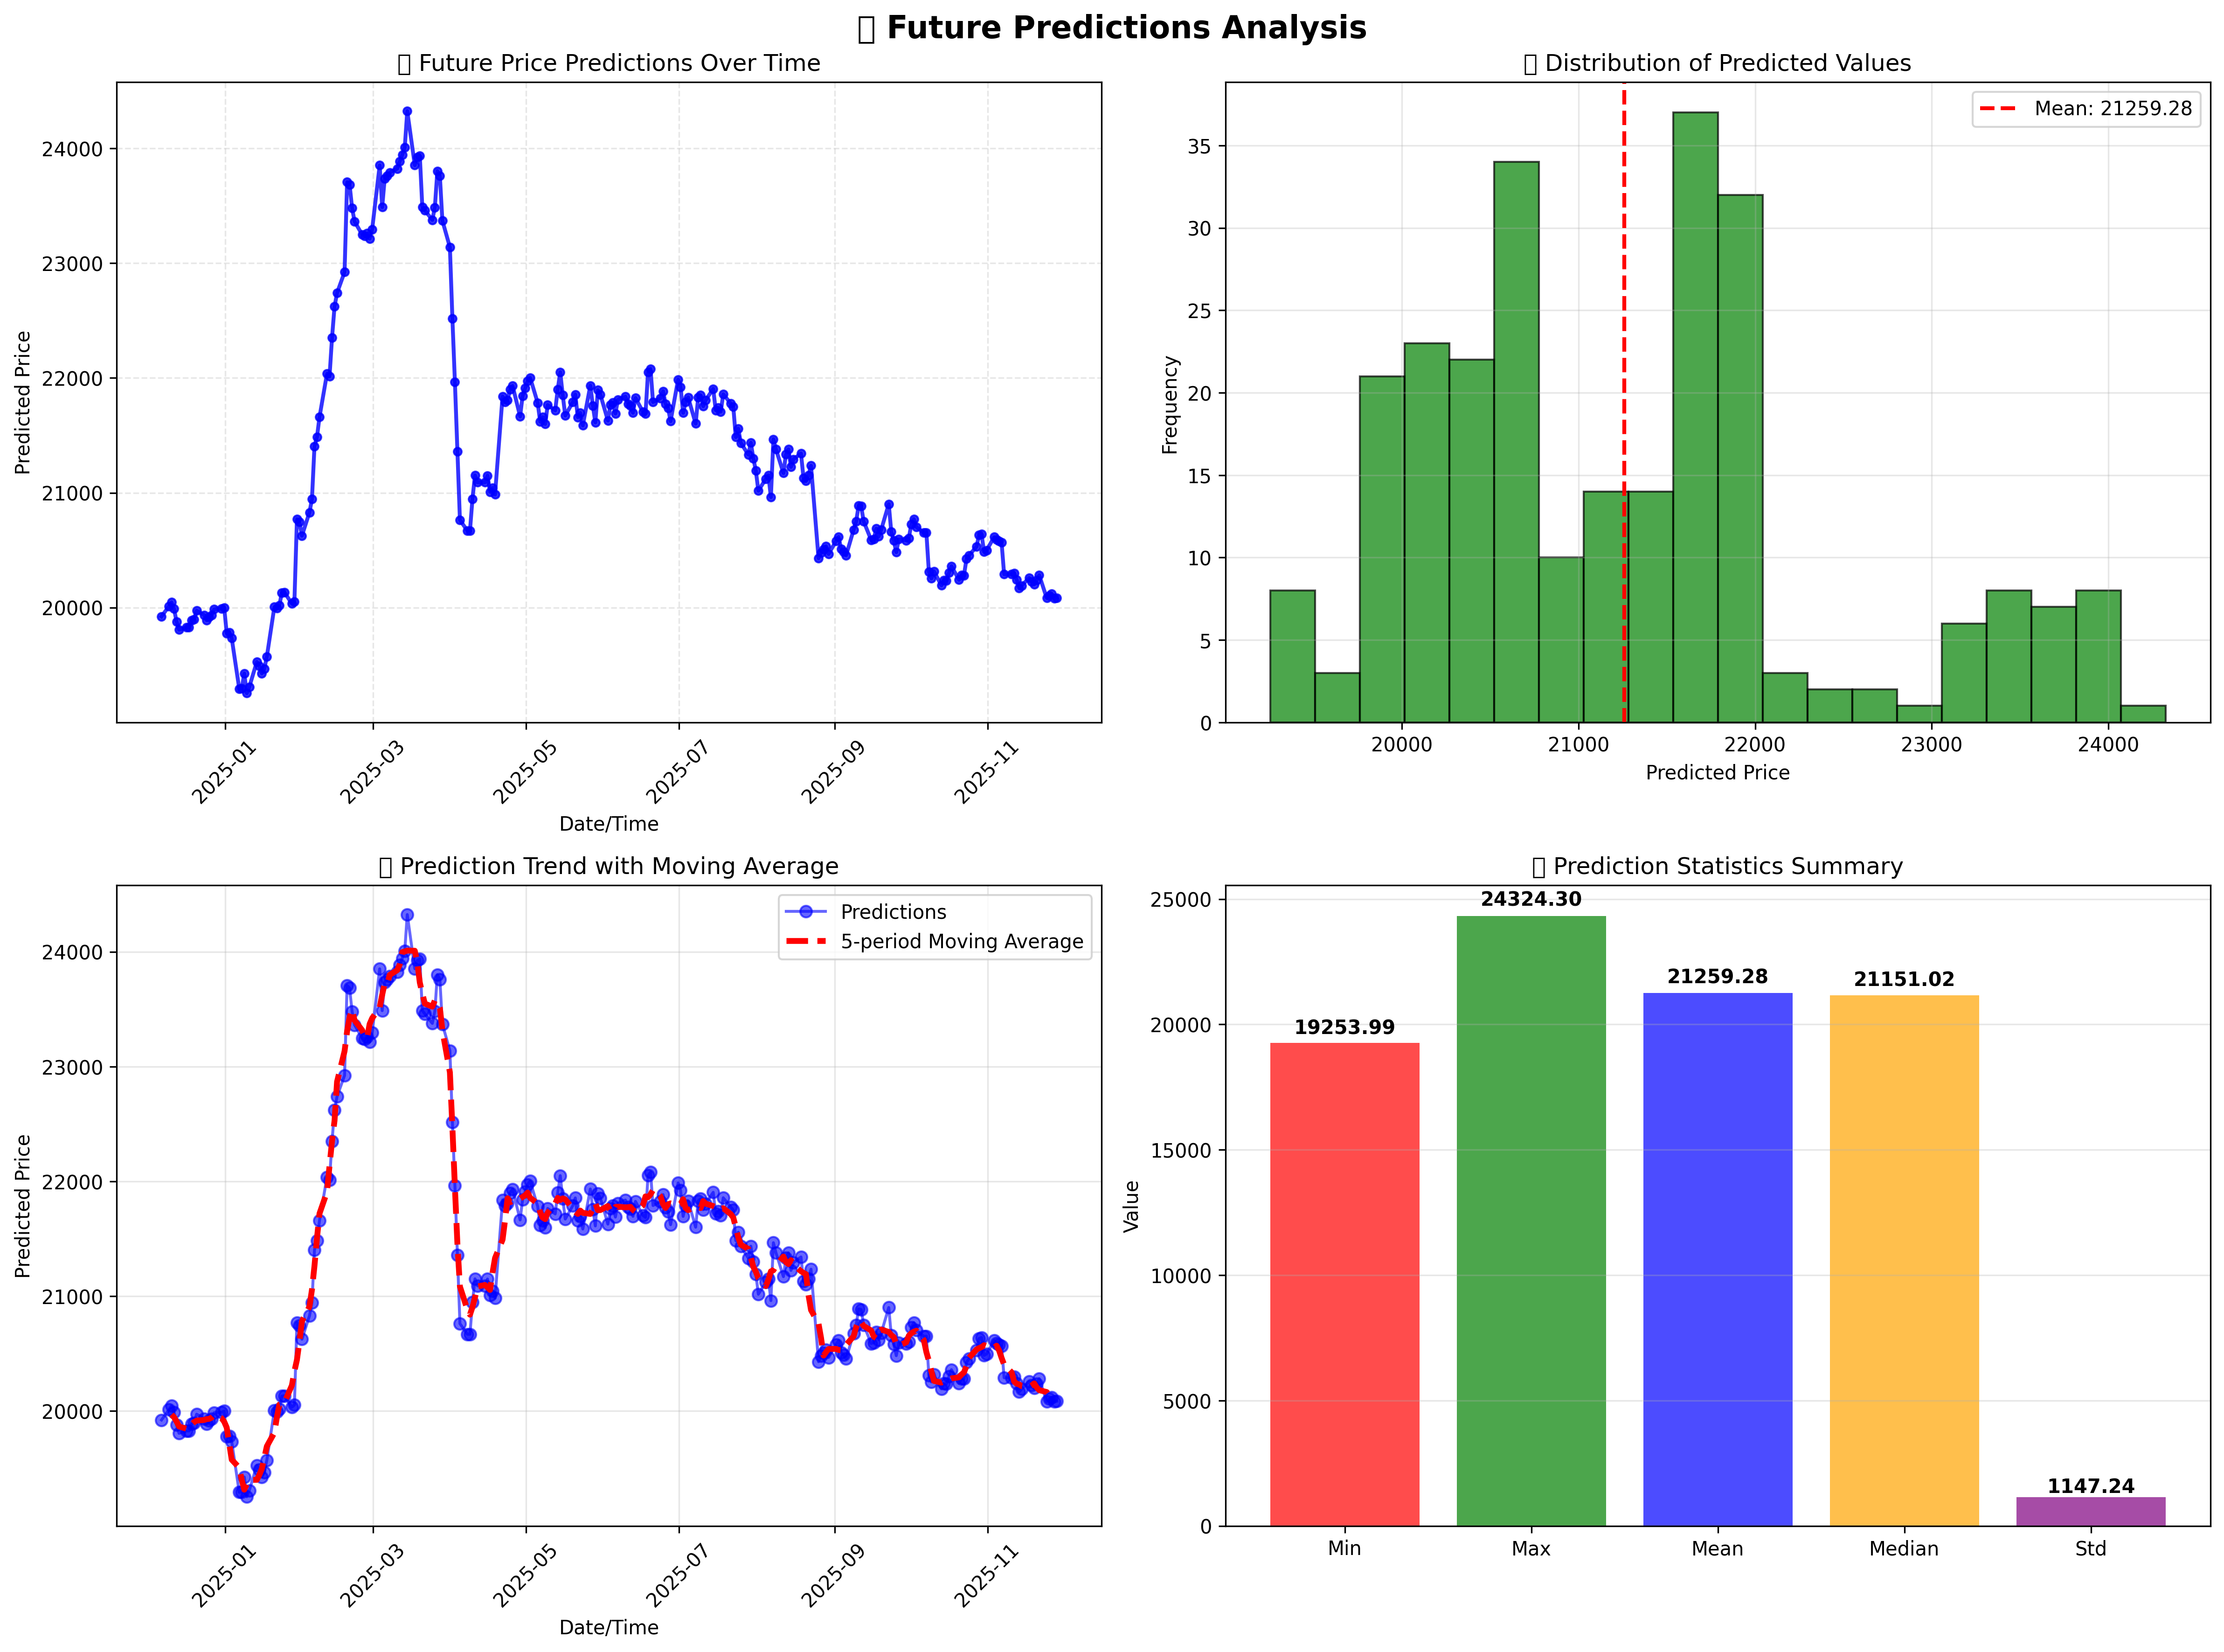 Future Predictions Analysis
Future Price Predictions Over Time
Predicted Price
24000
23000
22000
21000
20000
2025-01
2025-03
2025-05
2025-07
2025-09
2025-11
Date/Time
Distribution of Predicted Values
Mean: 21259.28
Frequency
35
30
25
20
15
10
5
0
20000
21000
22000
23000
24000
Predicted Price
Prediction Trend with Moving Average
Predictions
5-period Moving Average
Predicted Price
24000
23000
22000
21000
20000
2025-01
2025-03
2025-05
2025-07
2025-09
2025-11
Date/Time
Prediction Statistics Summary
Value
25000
20000
15000
10000
5000
0
19253.99
24324.30
21259.28
21151.02
1147.24
Min
Max
Mean
Median
Std